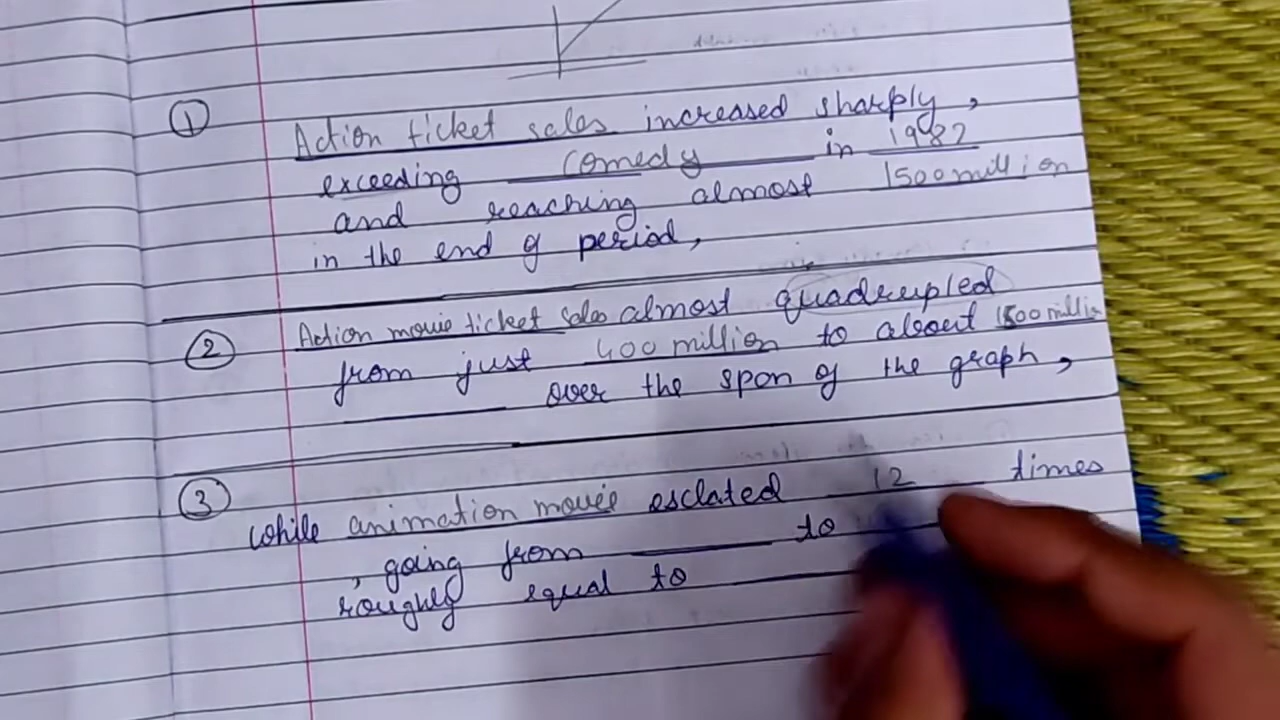 ① Action ticket sales increased sharply,
exceeding comedy in 1982
and reaching almost 1500 million
in the end of period,
② Action movie ticket sales almost quadrupled
from just 400 million to about 1500 million
over the span of the graph,
③ while animation movie esclated 12 times
, going from to
roughly equal to